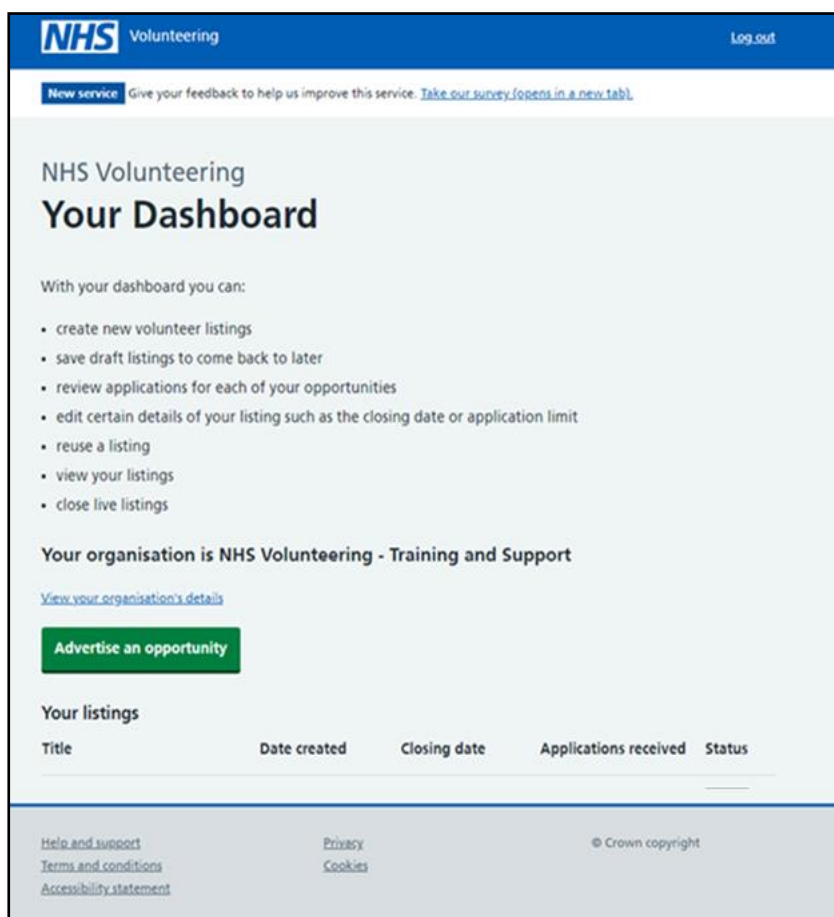 NHS Volunteering Log out
New service Give your feedback to help us improve this service. Take our survey (opens in a new tab).
NHS Volunteering
Your Dashboard
With your dashboard you can:
• create new volunteer listings
• save draft listings to come back to later
• review applications for each of your opportunities
• edit certain details of your listing such as the closing date or application limit
• reuse a listing
• view your listings
• close live listings
Your organisation is NHS Volunteering - Training and Support
View your organisation's details
Advertise an opportunity
Your listings
Title Date created Closing date Applications received Status
Help and support Privacy © Crown copyright
Terms and conditions Cookies
Accessibility statement